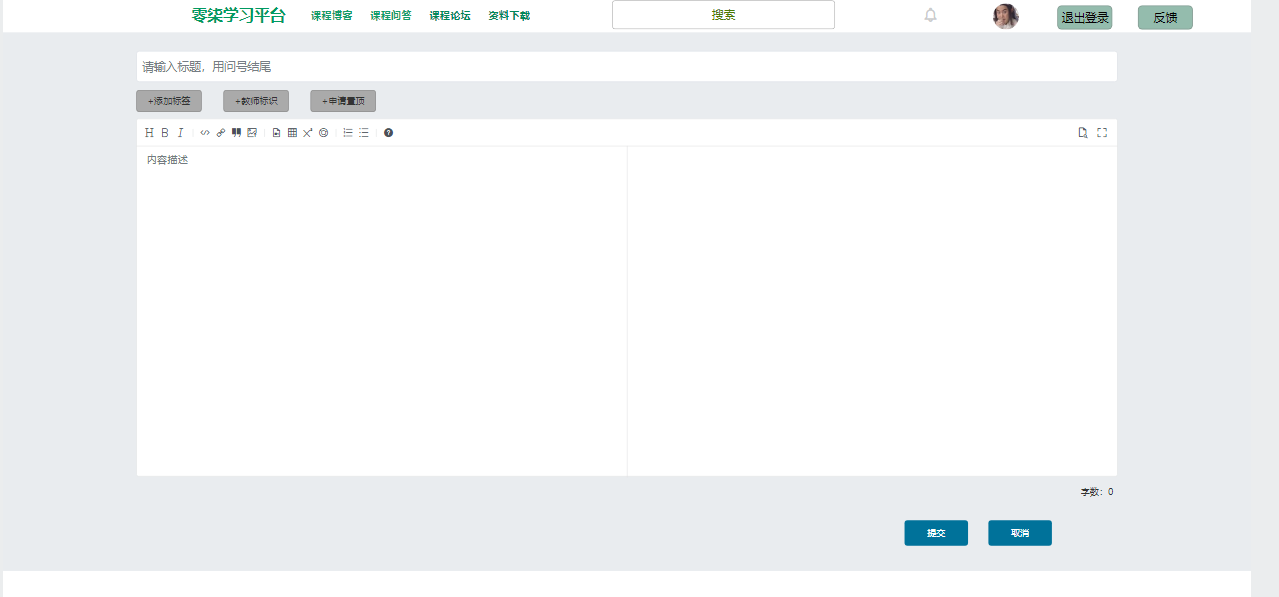 零柒学习平台 课程博客 课程问答 课程论坛 资料下载 搜索 退出登录 反馈
请输入标题，用问号结尾
+添加标签 +教师标识 +申请置顶
H B I
内容描述
字数：0
提交 取消